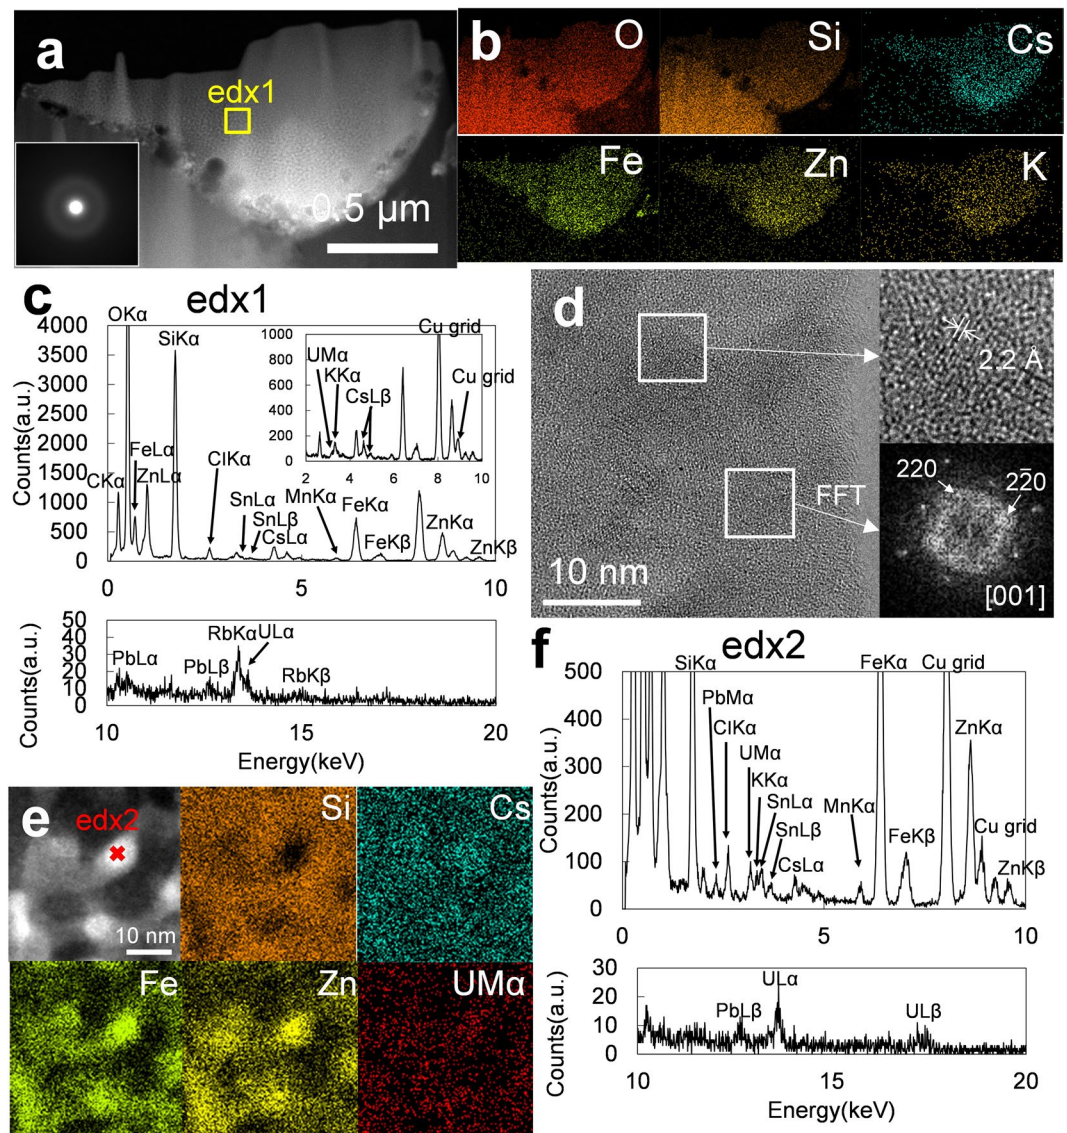 a
edx1
0.5 µm
b
O
Si
Cs
Fe
Zn
K
c
edx1
OKα
SiKα
CKα
FeLα
ZnLα
ClKα
SnLα
SnLβ
CsLα
MnKα
FeKα
FeKβ
ZnKα
ZnKβ
Counts(a.u.)
4000
3500
3000
2500
2000
1500
1000
500
0
0
5
10
1000
800
600
400
200
0
2
4
6
8
10
UMα
KKα
CsLβ
Cu grid
Cu grid
Counts(a.u.)
50
40
30
20
10
0
PbLα
PbLβ
RbKα
ULα
RbKβ
10
15
20
Energy(keV)
d
2.2 Å
FFT
220
22̄0
[001]
10 nm
e
edx2
10 nm
Si
Cs
Fe
Zn
UMα
f
edx2
SiKα
FeKα
Cu grid
PbMα
ClKα
UMα
KKα
SnLα
SnLβ
CsLα
MnKα
FeKβ
ZnKα
Cu grid
ZnKβ
Counts(a.u.)
500
400
300
200
100
0
0
5
10
Counts(a.u.)
30
20
10
0
PbLβ
ULα
ULβ
10
15
20
Energy(keV)